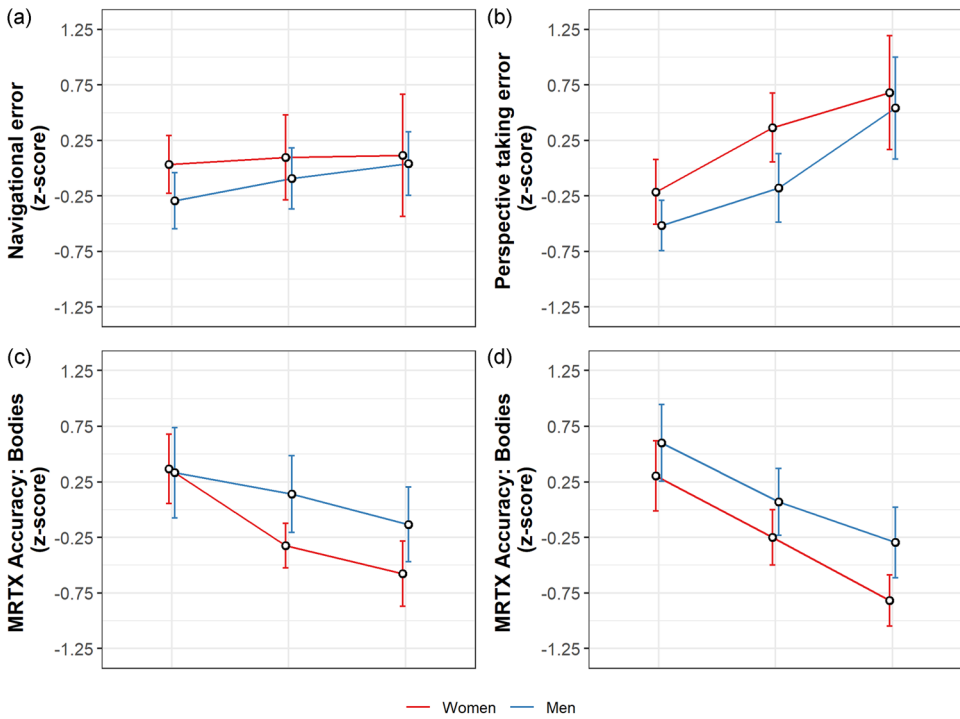 (a)
Navigational error
(z-score)
1.25
0.75
0.25
-0.25
-0.75
-1.25
(b)
Perspective taking error
(z-score)
1.25
0.75
0.25
-0.25
-0.75
-1.25
(c)
MRTX Accuracy: Bodies
(z-score)
1.25
0.75
0.25
-0.25
-0.75
-1.25
(d)
MRTX Accuracy: Bodies
(z-score)
1.25
0.75
0.25
-0.25
-0.75
-1.25
Women Men